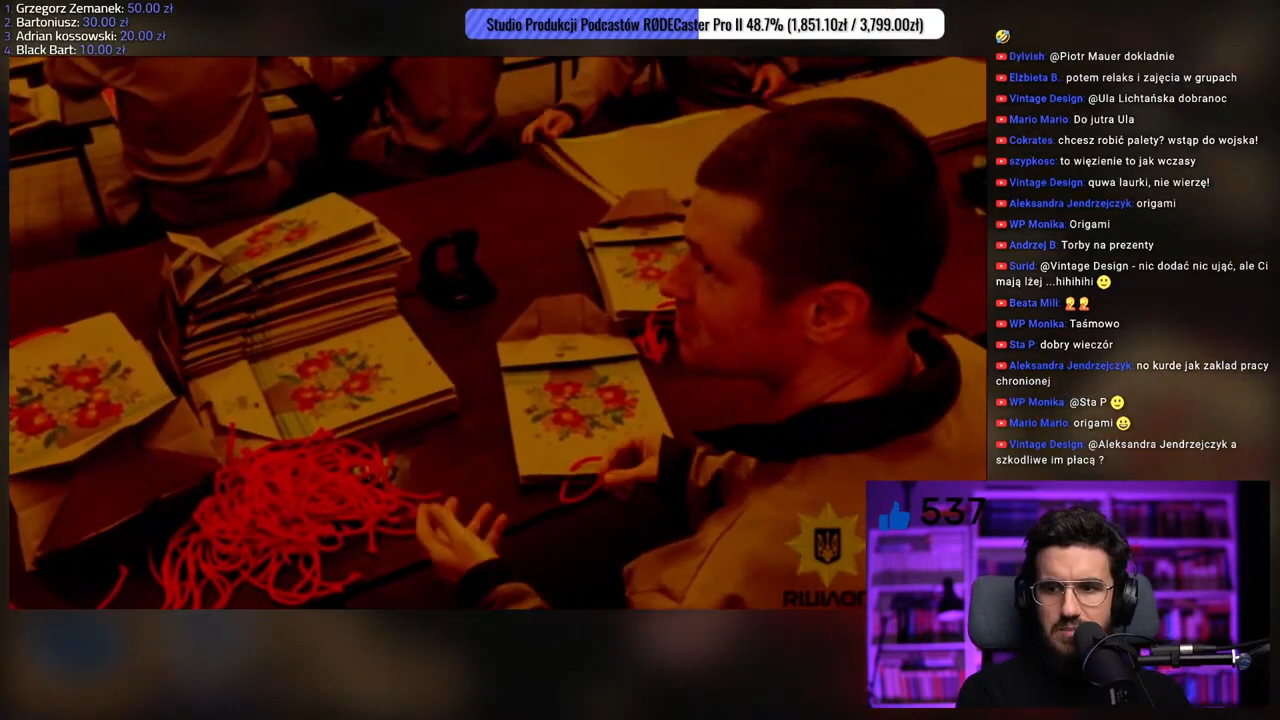 1. Grzegorz Zemanek: 50.00 zł
2. Bartoniusz: 30.00 zł
3. Adrian kossowski: 20.00 zł
4. Black Bart: 10.00 zł
Studio Produkcji Podcastów RØDECaster Pro II 48.7% (1,851.10zł / 3,799.00zł)
Dylvish: @Piotr Mauer dokladnie
Elżbieta B.: potem relaks i zajęcia w grupach
Vintage Design: @Ula Lichtańska dobranoc
Mario Mario: Do jutra Ula
Cokrates: chcesz robić palety? wstąp do wojska!
szypkosc: to więzienie to jak wczasy
Vintage Design: quwa laurki, nie wierzę!
Aleksandra Jendrzejczyk: origami
WP Monika: Origami
Andrzej B: Torby na prezenty
Surid: @Vintage Design - nic dodać nic ująć, ale Ci
mają lżej ...hihihihi 🙂
Beata Mili: 🤦🤦
WP Monika: Taśmowo
Sta P: dobry wieczór
Aleksandra Jendrzejczyk: no kurde jak zaklad pracy
chronionej
WP Monika: @Sta P 🙂
Mario Mario: origami 😀
Vintage Design: @Aleksandra Jendrzejczyk a
szkodliwe im płacą ?
537